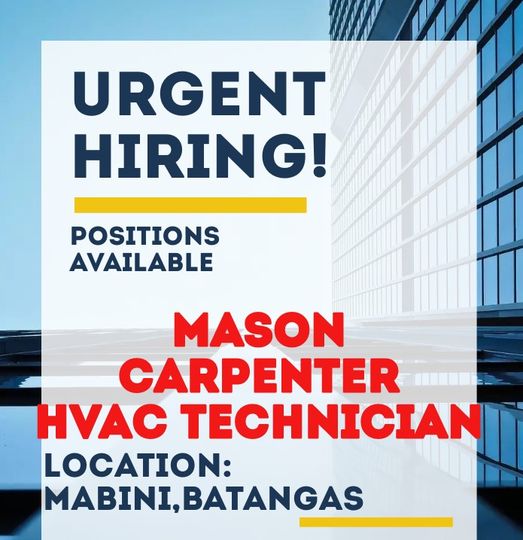 URGENT
HIRING!
POSITIONS
AVAILABLE
MASON
CARPENTER
HVAC TECHNICIAN
LOCATION:
MABINI,BATANGAS